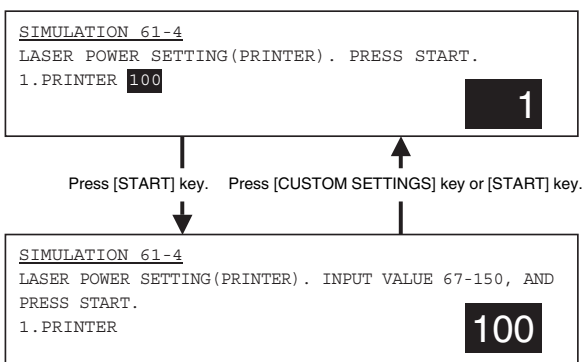 SIMULATION 61-4
LASER POWER SETTING(PRINTER). PRESS START.
1.PRINTER 100
1
Press [START] key. Press [CUSTOM SETTINGS] key or [START] key.
SIMULATION 61-4
LASER POWER SETTING(PRINTER). INPUT VALUE 67-150, AND
PRESS START.
1.PRINTER
100